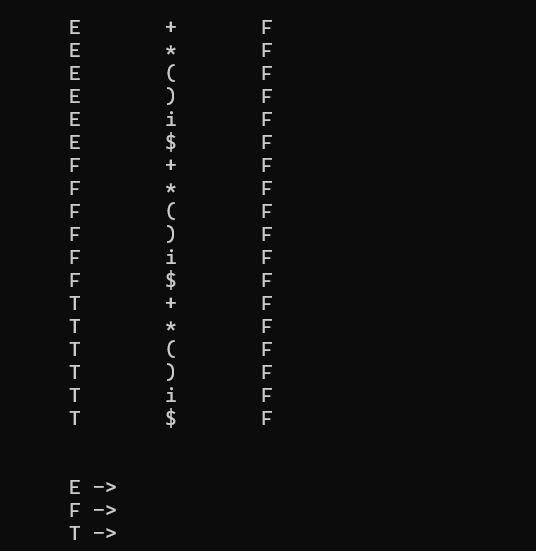 E + F
E * F
E ( F
E ) F
E i F
E $ F
F + F
F * F
F ( F
F ) F
F i F
F $ F
T + F
T * F
T ( F
T ) F
T i F
T $ F
E ->
F ->
T ->